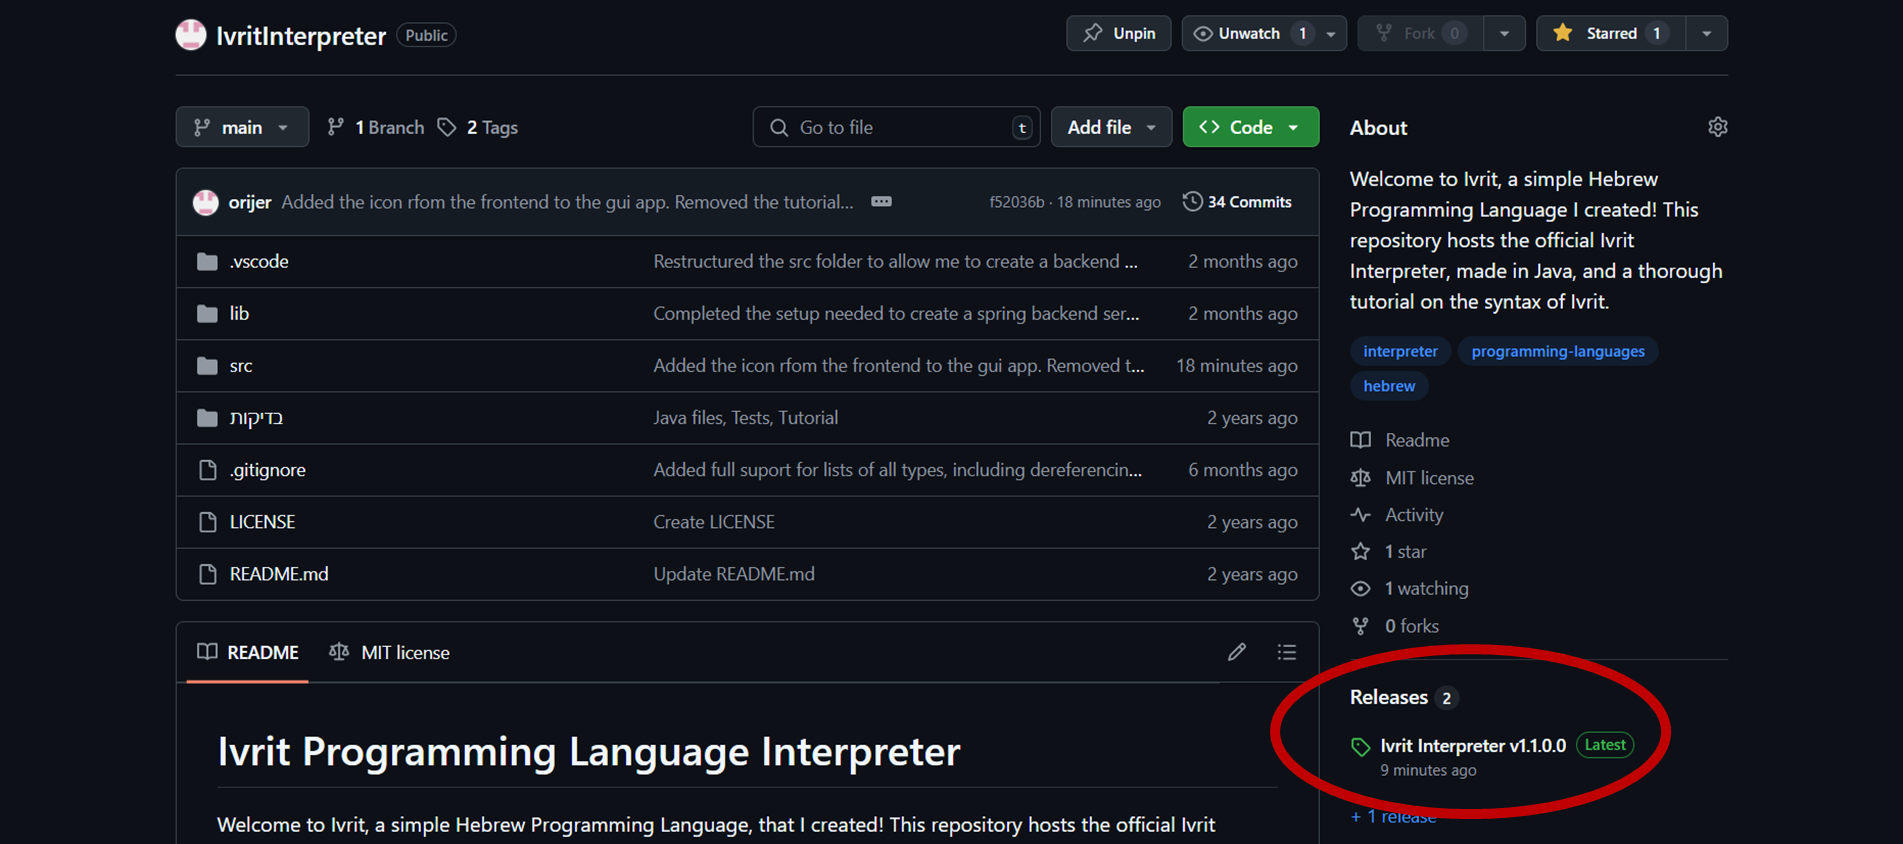 IvritInterpreter Public
Unpin Unwatch 1 Fork 0 Starred 1
main 1 Branch 2 Tags Go to file t Add file Code
orijer Added the icon rfom the frontend to the gui app. Removed the tutorial... f52036b · 18 minutes ago 34 Commits
.vscode Restructured the src folder to allow me to create a backend ... 2 months ago
lib Completed the setup needed to create a spring backend ser... 2 months ago
src Added the icon rfom the frontend to the gui app. Removed t... 18 minutes ago
בדיקות Java files, Tests, Tutorial 2 years ago
.gitignore Added full suport for lists of all types, including dereferencin... 6 months ago
LICENSE Create LICENSE 2 years ago
README.md Update README.md 2 years ago
README MIT license
Ivrit Programming Language Interpreter
Welcome to Ivrit, a simple Hebrew Programming Language, that I created! This repository hosts the official Ivrit
About
Welcome to Ivrit, a simple Hebrew
Programming Language I created! This
repository hosts the official Ivrit
Interpreter, made in Java, and a thorough
tutorial on the syntax of Ivrit.
interpreter programming-languages
hebrew
Readme
MIT license
Activity
1 star
1 watching
0 forks
Releases 2
Ivrit Interpreter v1.1.0.0 Latest
9 minutes ago
+ 1 release